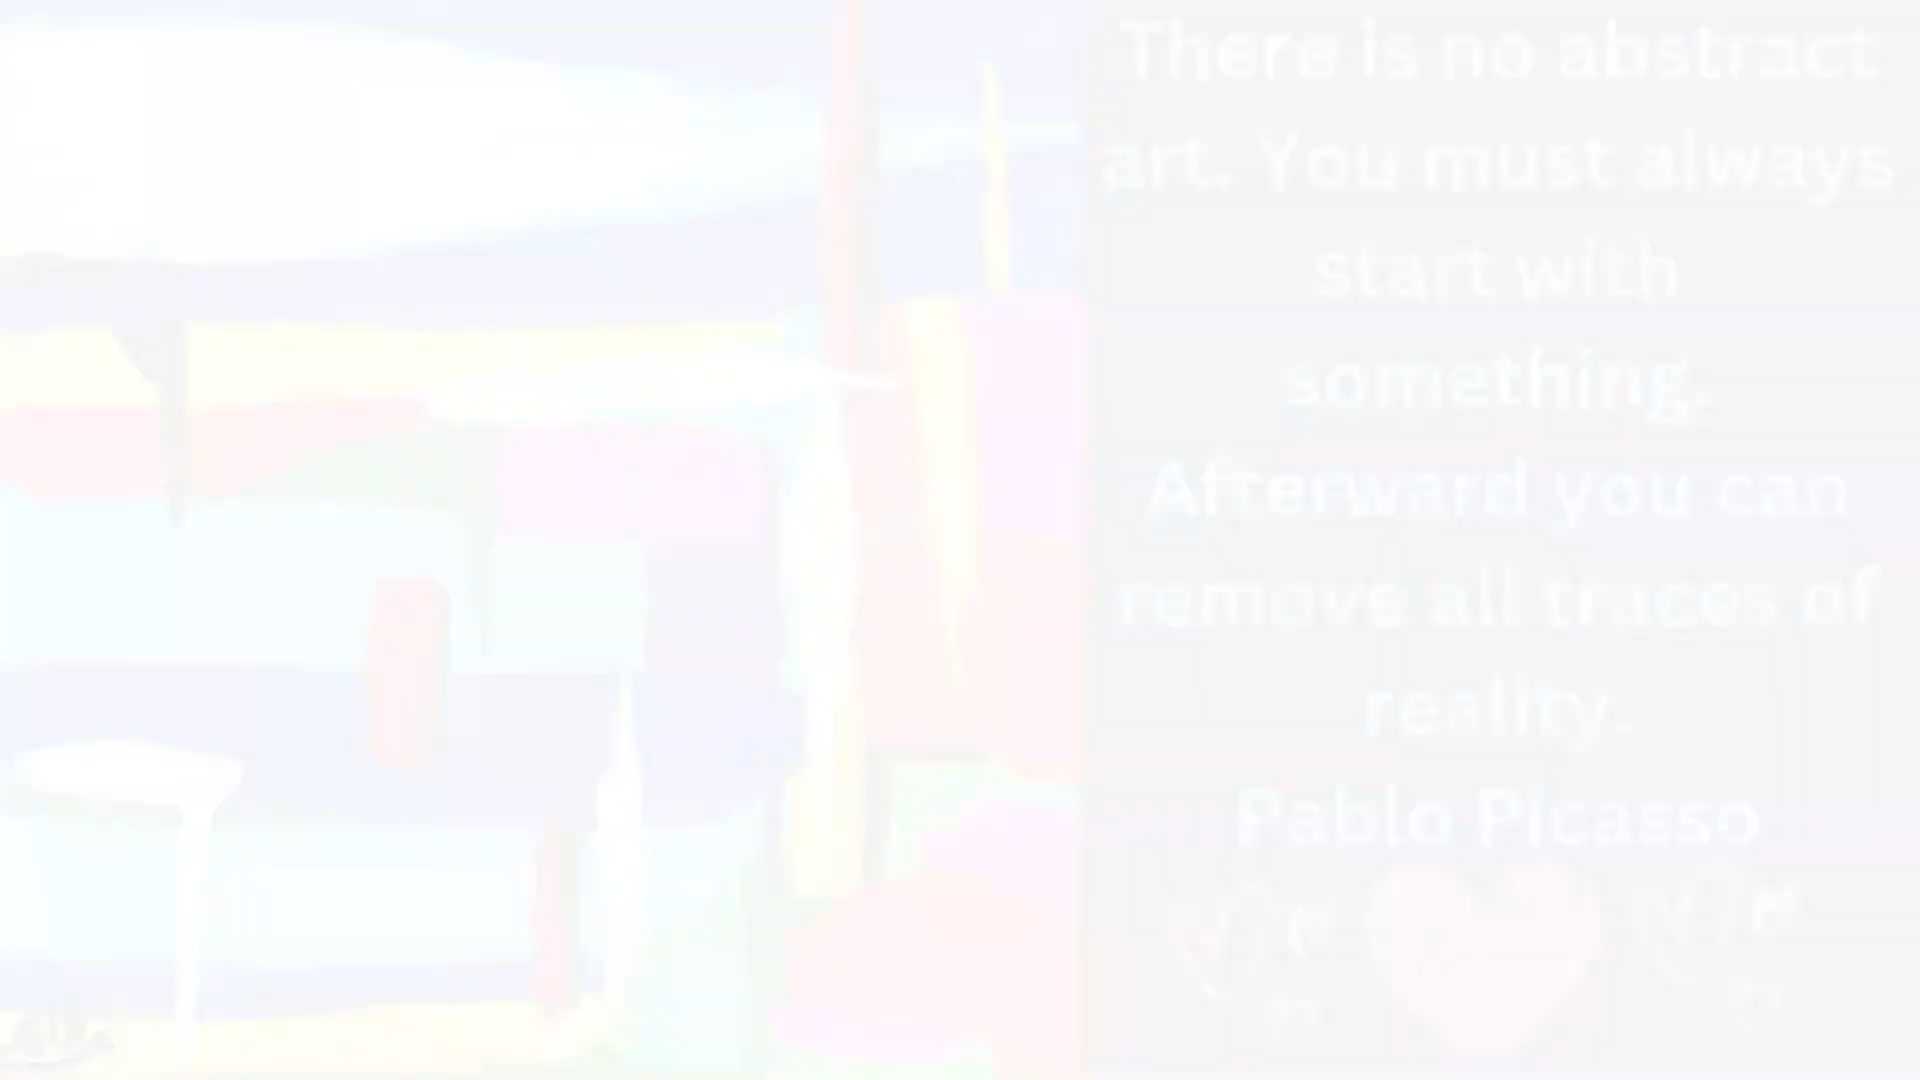 There is no abstract
art. You must always
start with
something.
Afterward you can
remove all traces of
reality.
Pablo Picasso